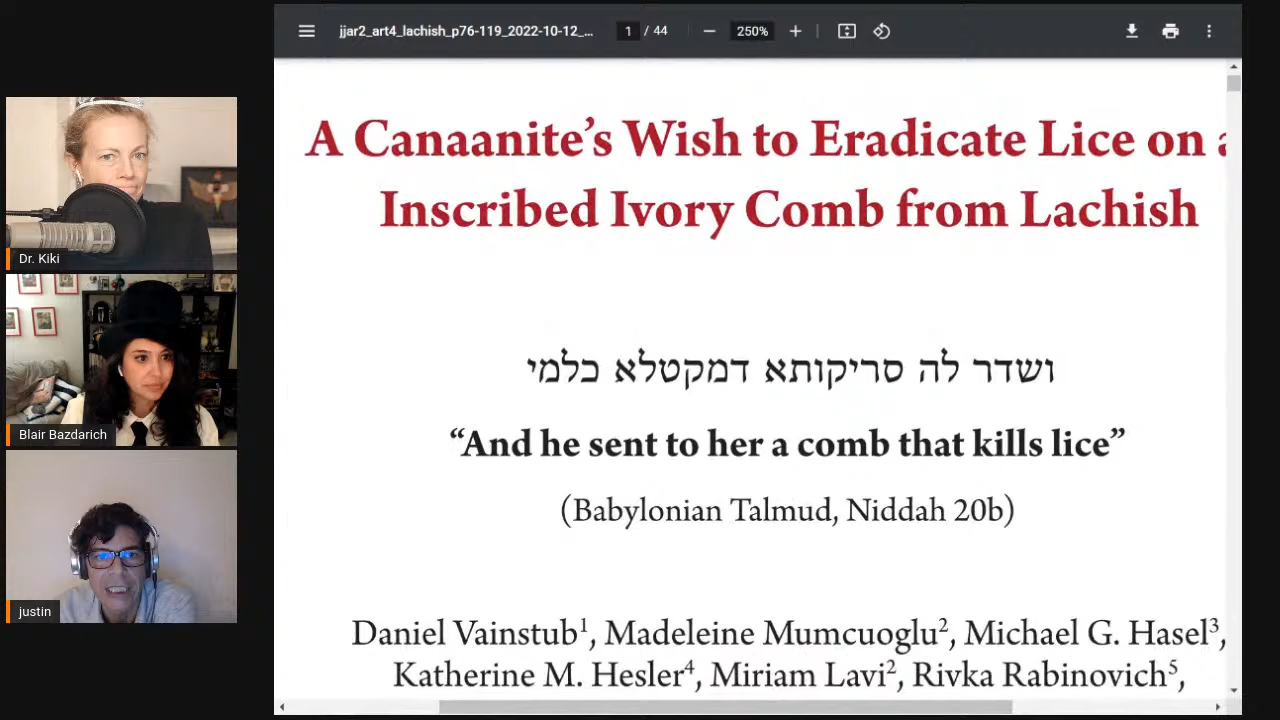 jjar2_art4_lachish_p76-119_2022-10-12_...
1 / 44
250%
A Canaanite's Wish to Eradicate Lice on a
Inscribed Ivory Comb from Lachish
ושדר לה סריקותא דמקטלא כלמי
“And he sent to her a comb that kills lice”
(Babylonian Talmud, Niddah 20b)
Daniel Vainstub1, Madeleine Mumcuoglu2, Michael G. Hasel3,
Katherine M. Hesler4, Miriam Lavi2, Rivka Rabinovich5,
Dr. Kiki
Blair Bazdarich
justin